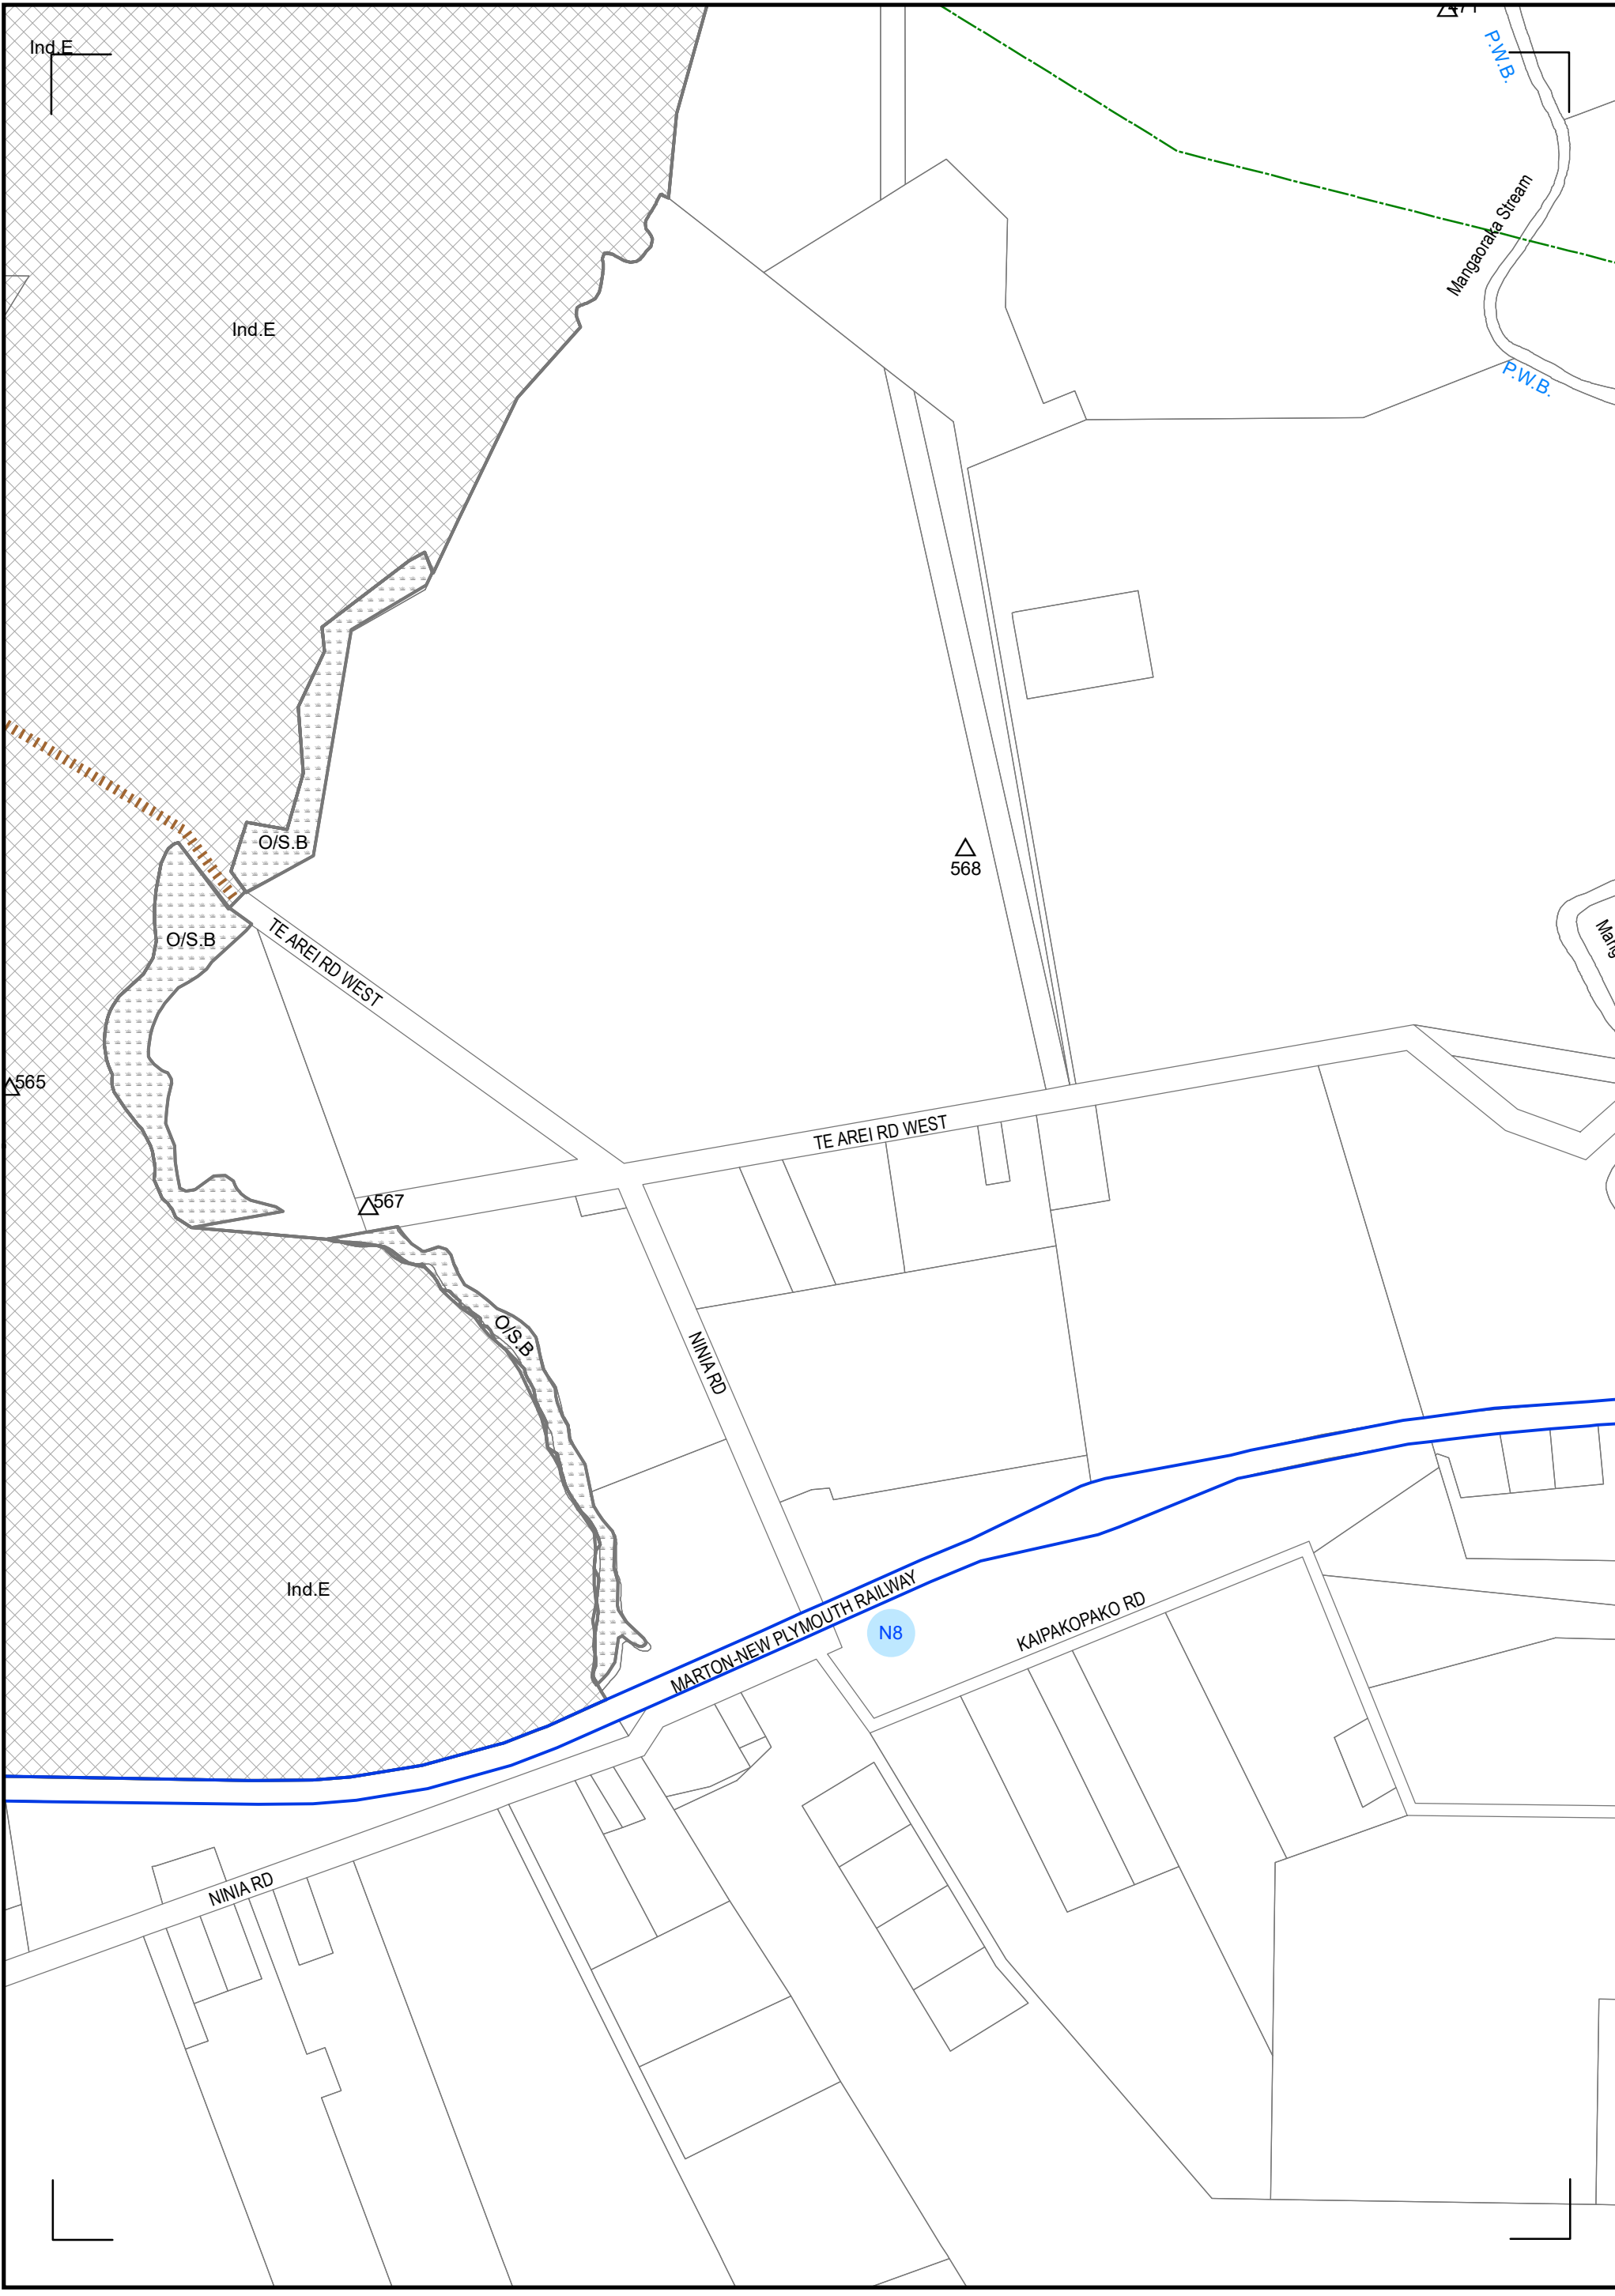 Ind.E
P.W.B.
Mangaoraka Stream
Ind.E
P.W.B.
O/S.B
568
O/S.B
TE AREI RD WEST
565
TE AREI RD WEST
567
O/S.B
NINIA RD
Ind.E
MARTON-NEW PLYMOUTH RAILWAY
N8
KAIPAKOPAKO RD
NINIA RD